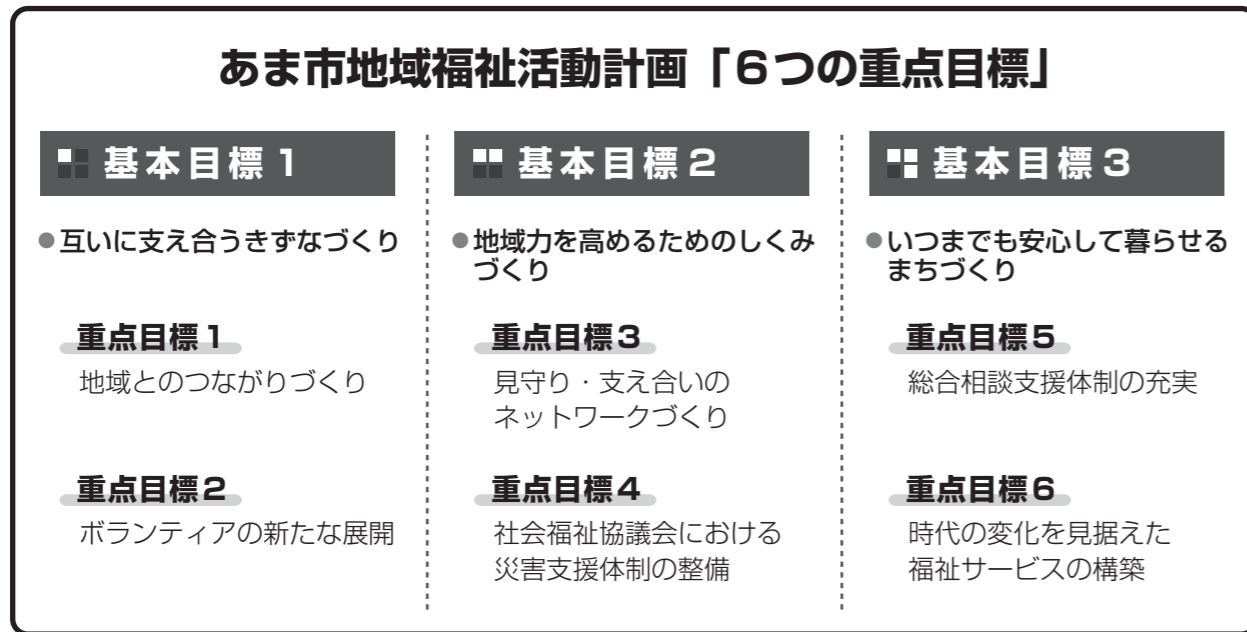 あま市地域福祉活動計画「6つの重点目標」
基本目標1
●互いに支え合うきずなづくり
重点目標1
地域とのつながりづくり
重点目標2
ボランティアの新たな展開
基本目標2
●地域力を高めるためのしくみ
づくり
重点目標3
見守り・支え合いの
ネットワークづくり
重点目標4
社会福祉協議会における
災害支援体制の整備
基本目標3
●いつまでも安心して暮らせる
まちづくり
重点目標5
総合相談支援体制の充実
重点目標6
時代の変化を見据えた
福祉サービスの構築